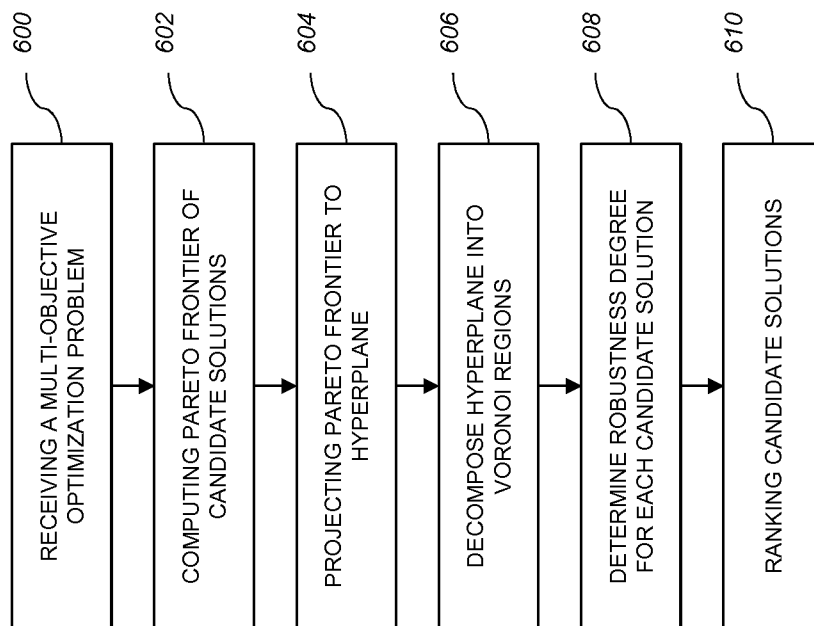 600
RECEIVING A MULTI-OBJECTIVE
OPTIMIZATION PROBLEM
602
COMPUTING PARETO FRONTIER OF
CANDIDATE SOLUTIONS
604
PROJECTING PARETO FRONTIER TO
HYPERPLANE
606
DECOMPOSE HYPERPLANE INTO
VORONOI REGIONS
608
DETERMINE ROBUSTNESS DEGREE
FOR EACH CANDIDATE SOLUTION
610
RANKING CANDIDATE SOLUTIONS